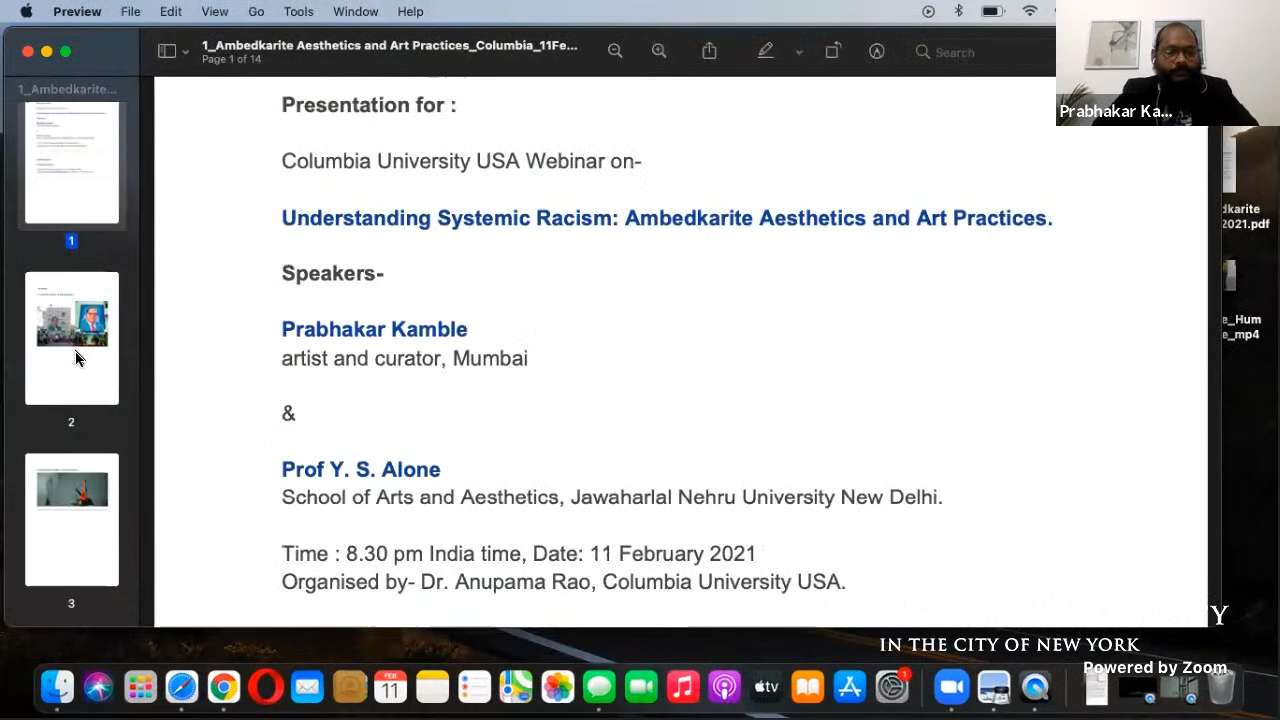 Preview File Edit View Go Tools Window Help
1_Ambedkarite Aesthetics and Art Practices_Columbia_11Fe...
Page 1 of 14
Search
Prabhakar Ka...
1_Ambedkarite...
1
2
3
Presentation for :
Columbia University USA Webinar on-
Understanding Systemic Racism: Ambedkarite Aesthetics and Art Practices.
Speakers-
Prabhakar Kamble
artist and curator, Mumbai
&
Prof Y. S. Alone
School of Arts and Aesthetics, Jawaharlal Nehru University New Delhi.
Time : 8.30 pm India time, Date: 11 February 2021
Organised by- Dr. Anupama Rao, Columbia University USA.
dkarite
2021.pdf
e_Hum
e_mp4
Y
IN THE CITY OF NEW YORK
Powered by Zoom
FEB
11
tv
1